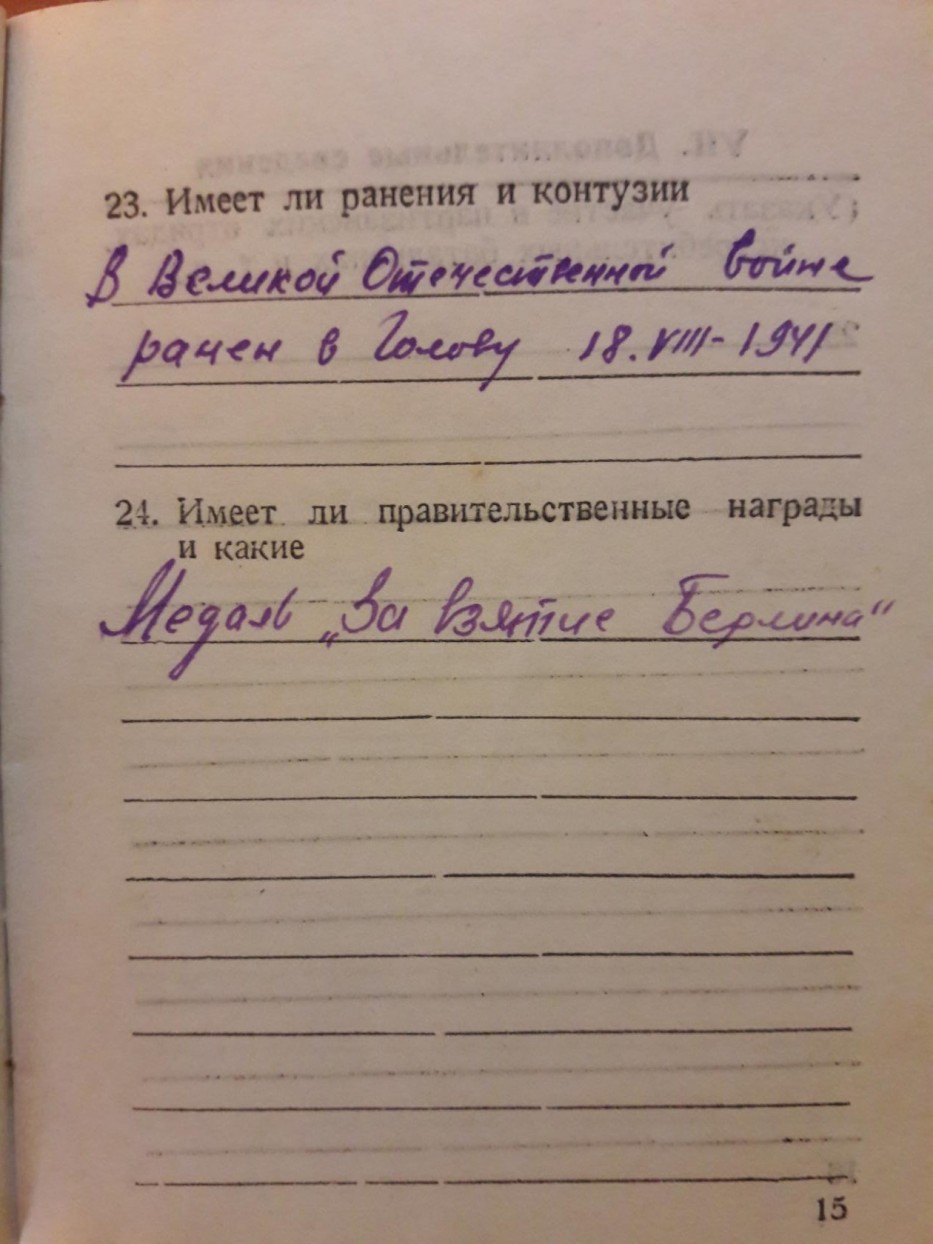 23. Имеет ли ранения и контузии
В Великой Отечественной войне
ранен в Голову 18.VIII-1941
24. Имеет ли правительственные награды
и какие
Медаль „За взятие Берлина“
15